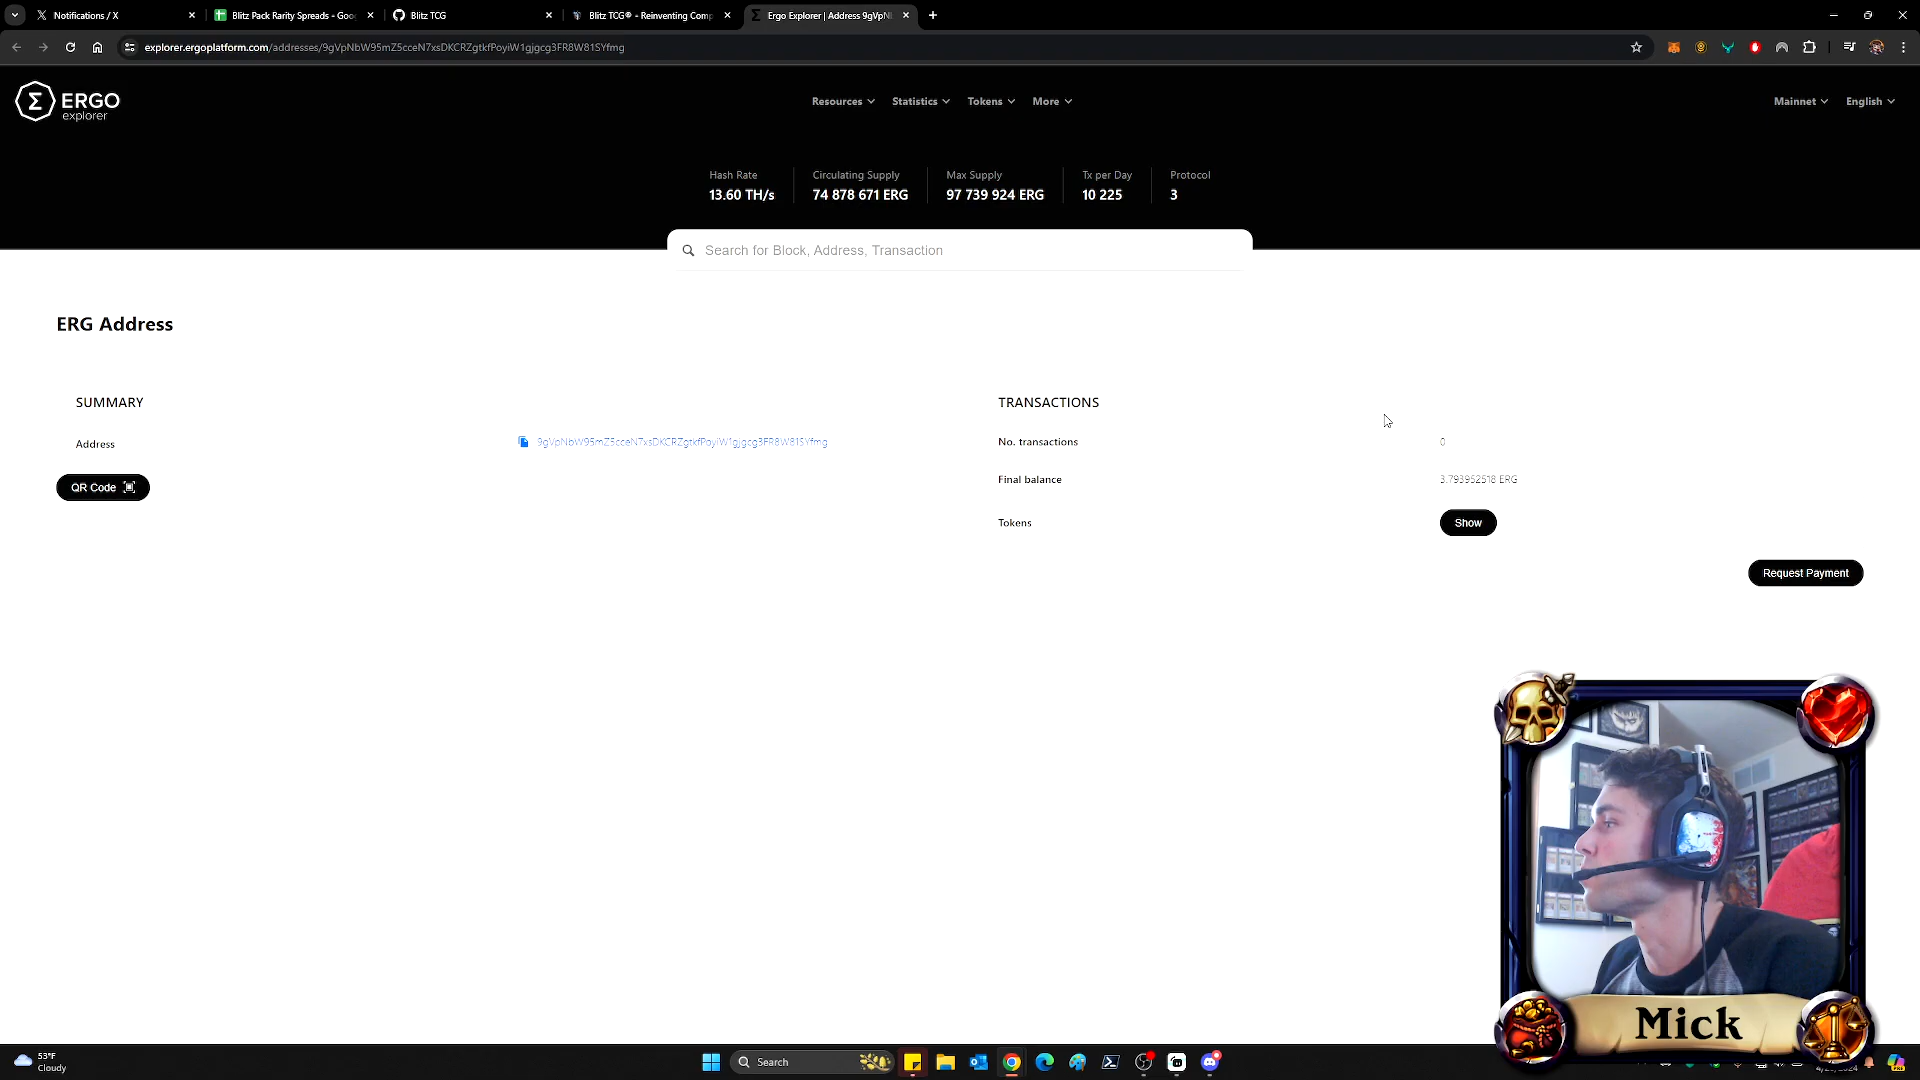 Notifications / X
Blitz Pack Rarity Spreads - Goo
Blitz TCG
Blitz TCG® - Reinventing Comp
Ergo Explorer | Address 9gVpN
explorer.ergoplatform.com/addresses/9gVpNbW95mZ5cceN7xsDKCRZgtkfPoyiW1gjgcg3FR8W81SYfmg
ERGO
explorer
Resources
Statistics
Tokens
More
Mainnet
English
Hash Rate
13.60 TH/s
Circulating Supply
74 878 671 ERG
Max Supply
97 739 924 ERG
Tx per Day
10 225
Protocol
3
Search for Block, Address, Transaction
ERG Address
SUMMARY
Address
9gVpNbW95mZ5cceN7xsDKCRZgtkfPoyiW1gjgcg3FR8W81SYfmg
QR Code
TRANSACTIONS
No. transactions
0
Final balance
3.793952518 ERG
Tokens
Show
Request Payment
Mick
53°F
Cloudy
Search